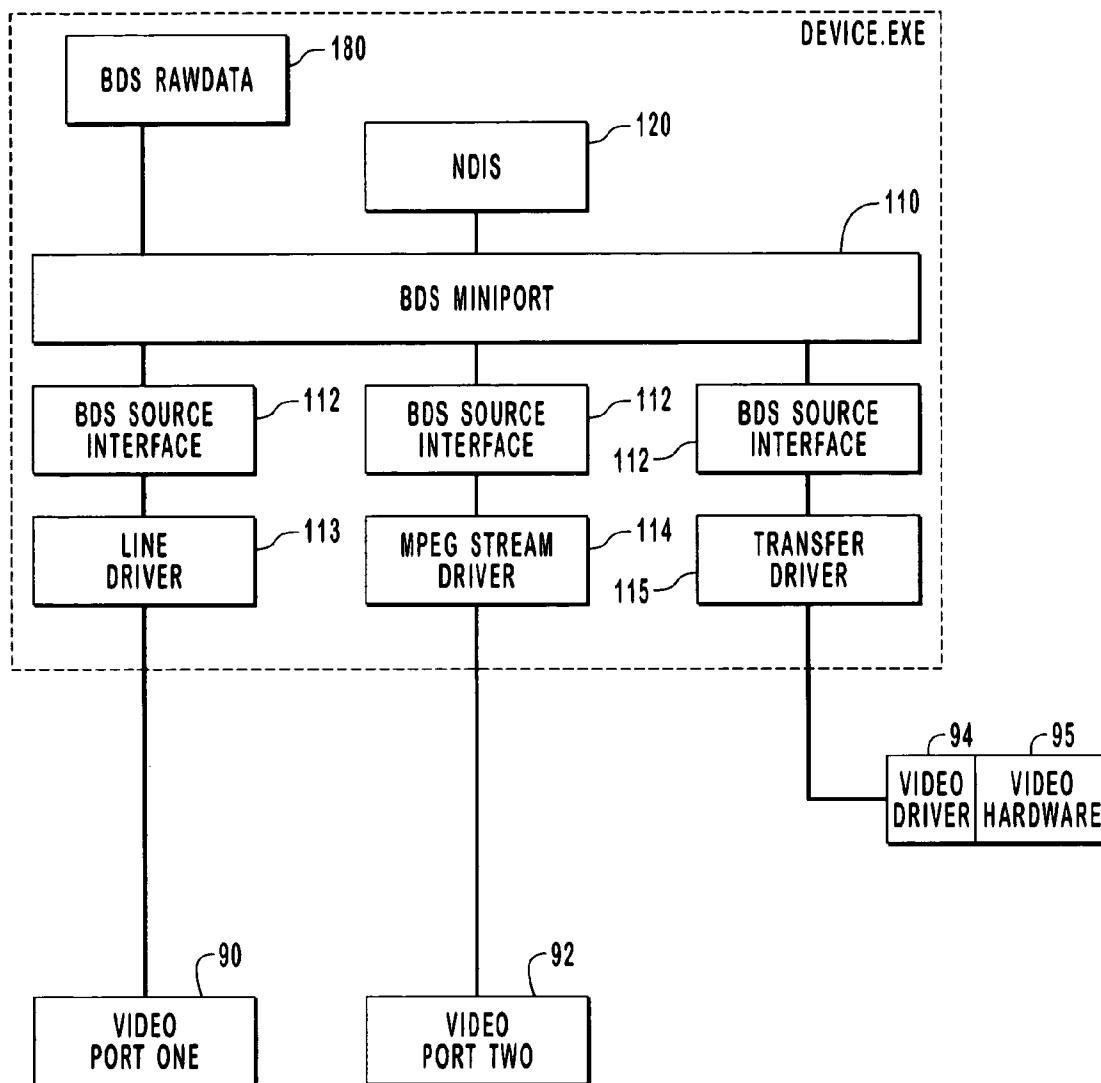 DEVICE.EXE
180
BDS RAWDATA
120
NDIS
110
BDS MINIPORT
BDS SOURCE
INTERFACE
112
BDS SOURCE
INTERFACE
112
BDS SOURCE
INTERFACE
112
LINE
DRIVER
113
MPEG STREAM
DRIVER
114
TRANSFER
DRIVER
115
94
95
VIDEO
DRIVER
VIDEO
HARDWARE
90
VIDEO
PORT ONE
92
VIDEO
PORT TWO